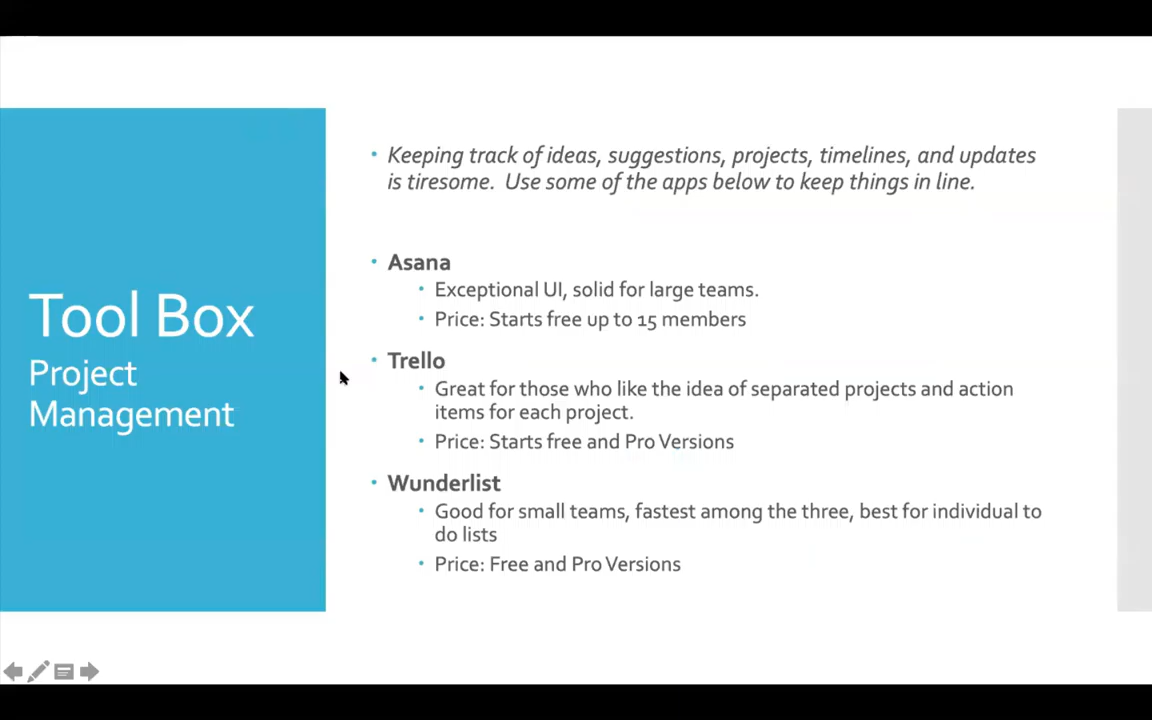 Tool Box
Project
Management
Keeping track of ideas, suggestions, projects, timelines, and updates
is tiresome.  Use some of the apps below to keep things in line.
Asana
Exceptional UI, solid for large teams.
Price: Starts free up to 15 members
Trello
Great for those who like the idea of separated projects and action
items for each project.
Price: Starts free and Pro Versions
Wunderlist
Good for small teams, fastest among the three, best for individual to
do lists
Price: Free and Pro Versions